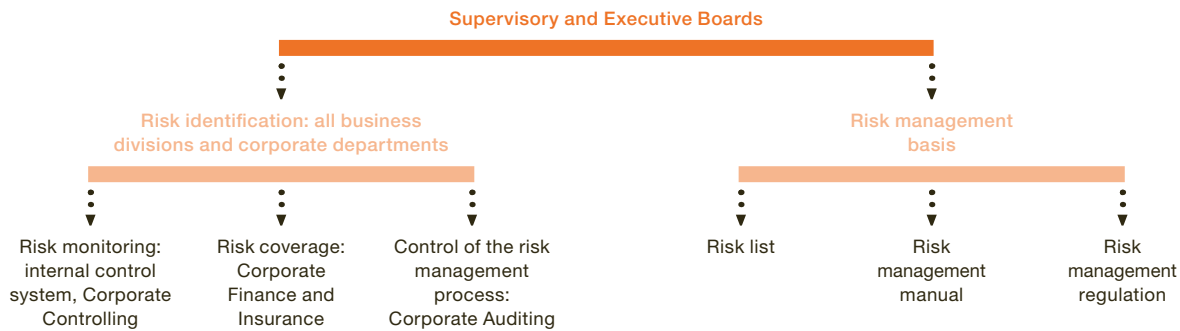 Supervisory and Executive Boards
Risk identification: all business
divisions and corporate departments
Risk management
basis
Risk monitoring:
internal control
system, Corporate
Controlling
Risk coverage:
Corporate
Finance and
Insurance
Control of the risk
management
process:
Corporate Auditing
Risk list
Risk
management
manual
Risk
management
regulation